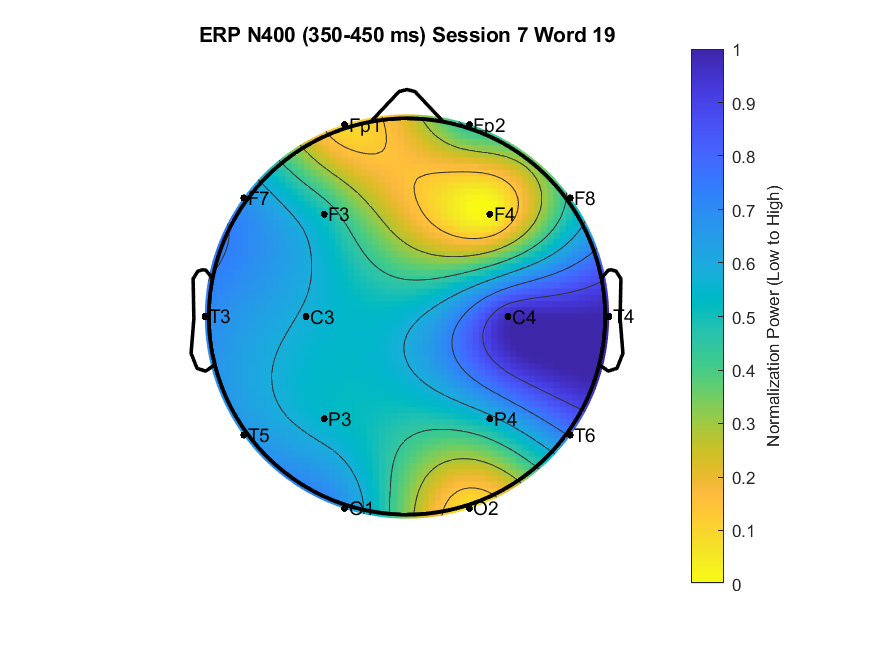 ERP N400 (350-450 ms) Session 7 Word 19
Fp1 Fp2
F7 F8
F3 F4
T3 C3 C4 T4
P3 P4
T5 T6
O1 O2
1
0.9
0.8
0.7
0.6
0.5
0.4
0.3
0.2
0.1
0
Normalization Power (Low to High)